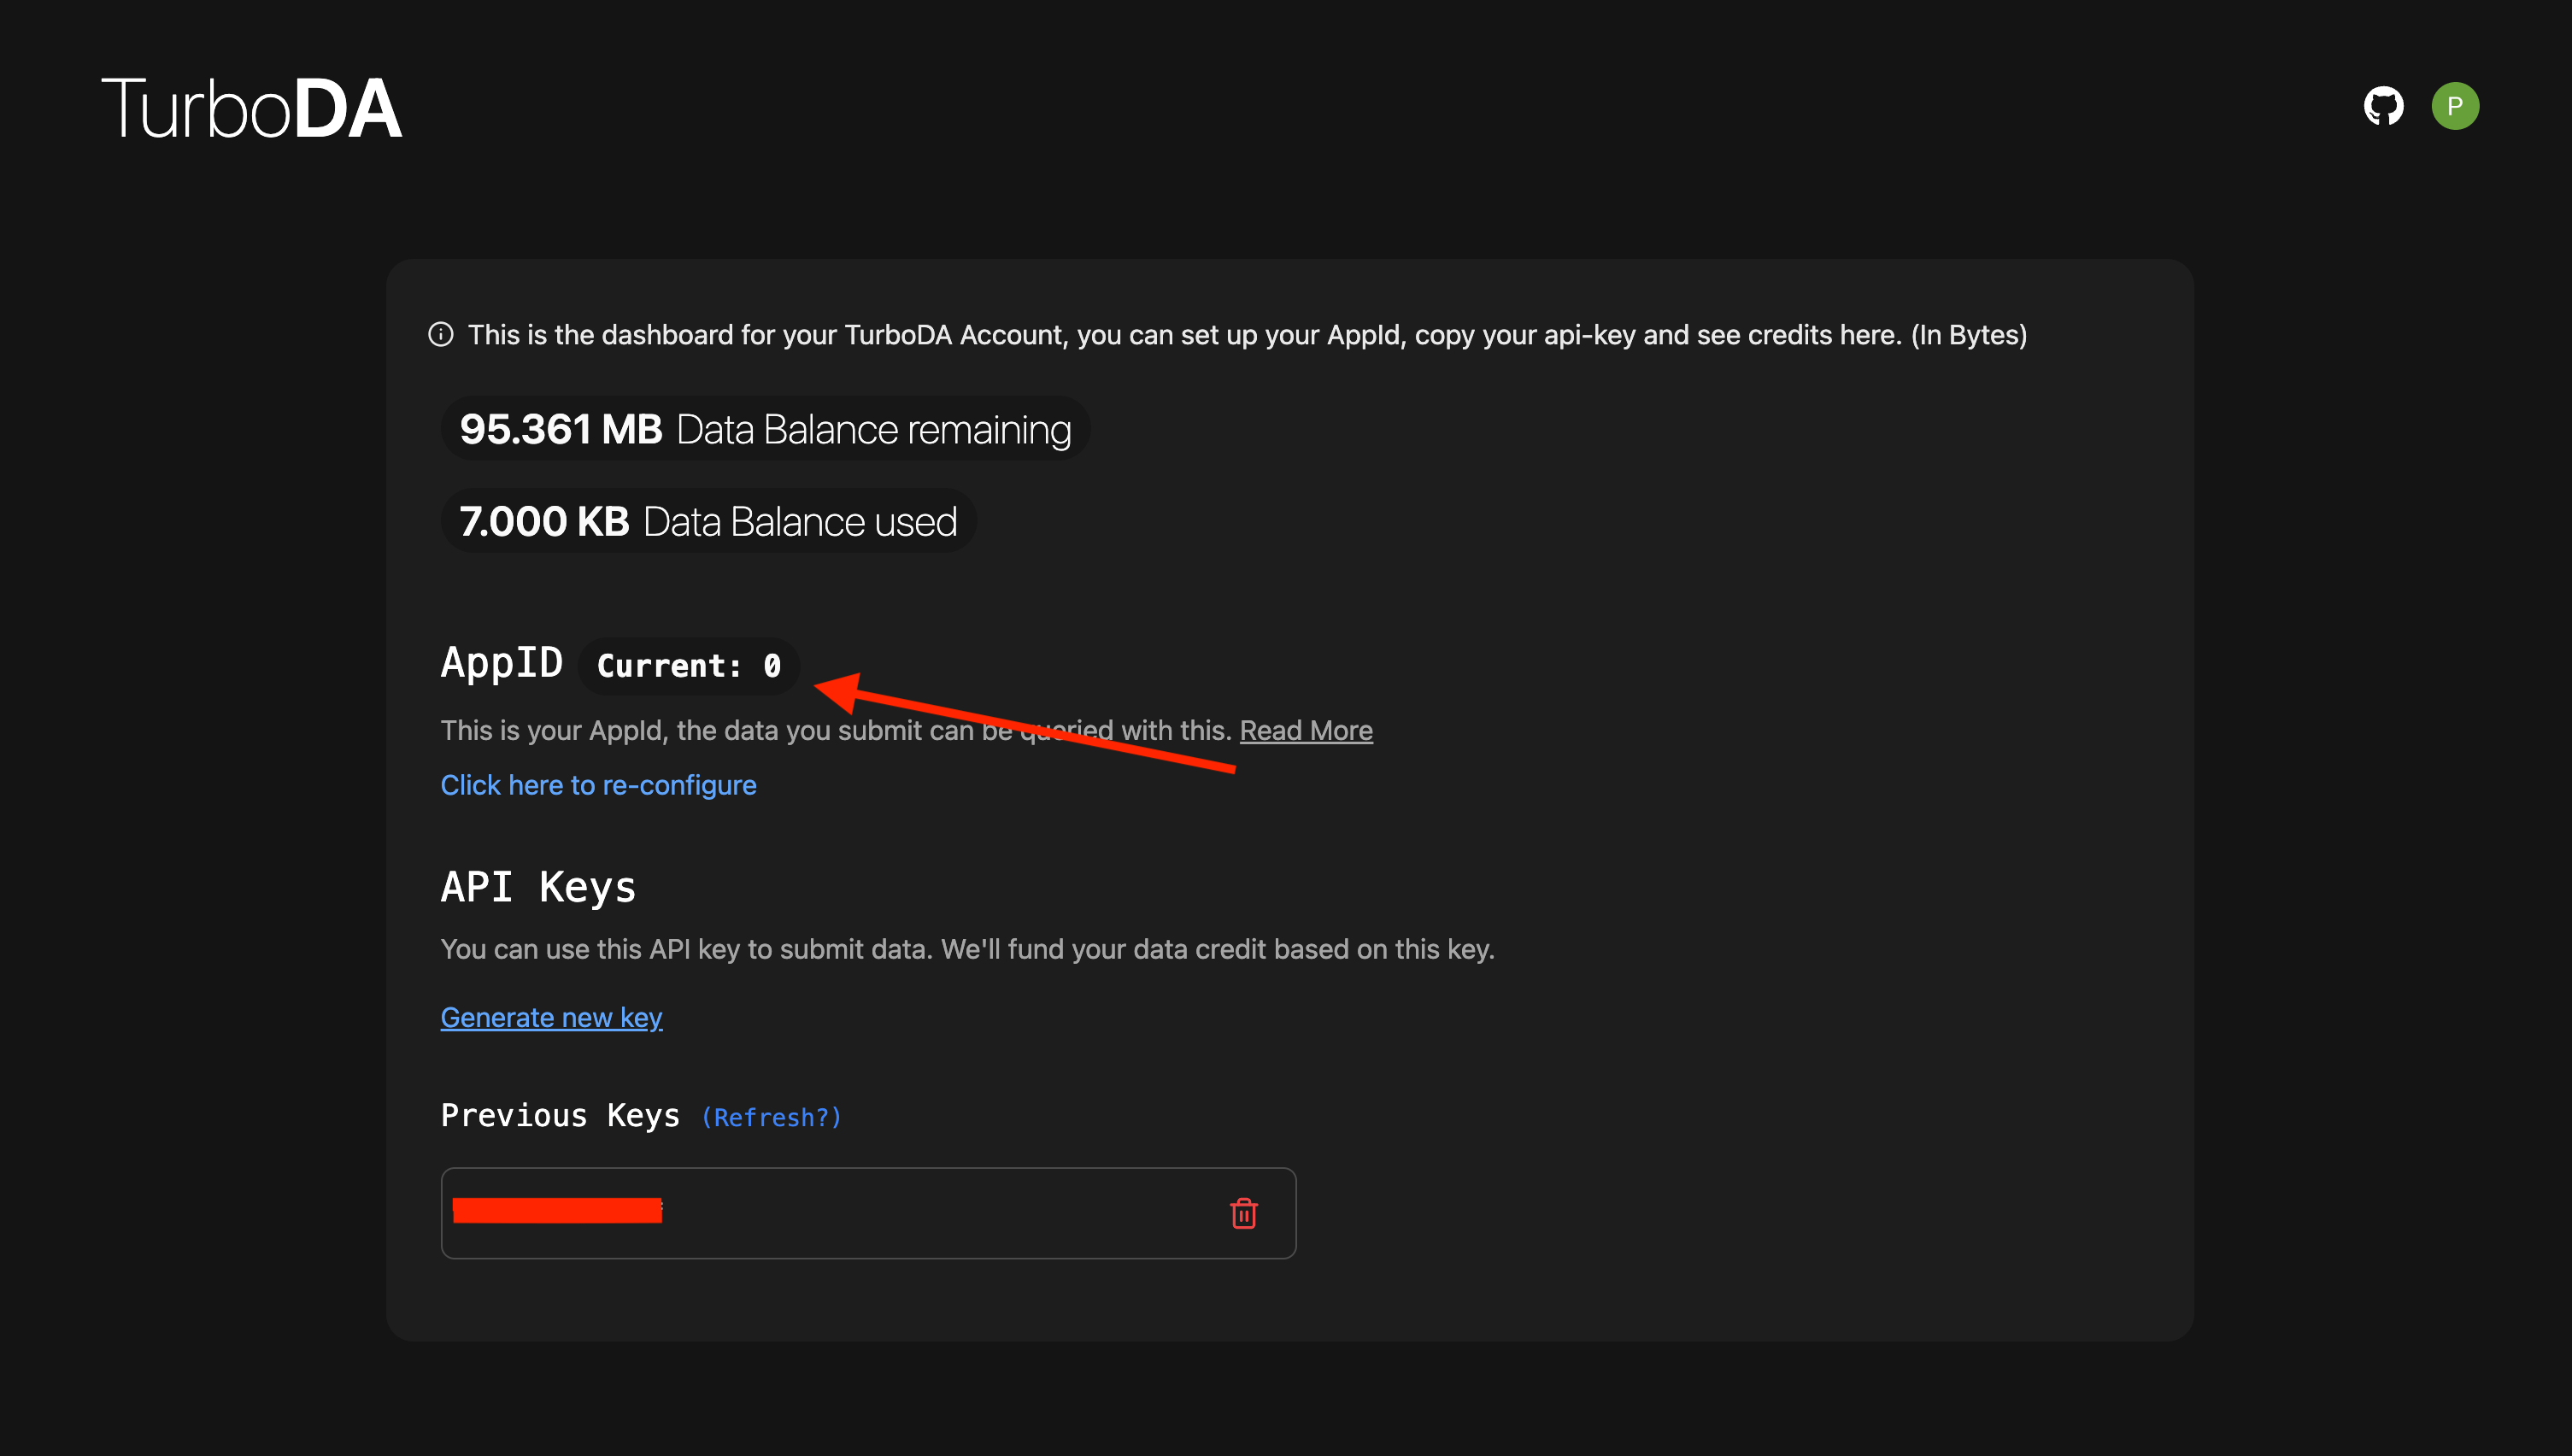 TurboDA
P
This is the dashboard for your TurboDA Account, you can set up your AppId, copy your api-key and see credits here. (In Bytes)
95.361 MB Data Balance remaining
7.000 KB Data Balance used
AppID Current: 0
This is your AppId, the data you submit can be queried with this. Read More
Click here to re-configure
API Keys
You can use this API key to submit data. We'll fund your data credit based on this key.
Generate new key
Previous Keys (Refresh?)